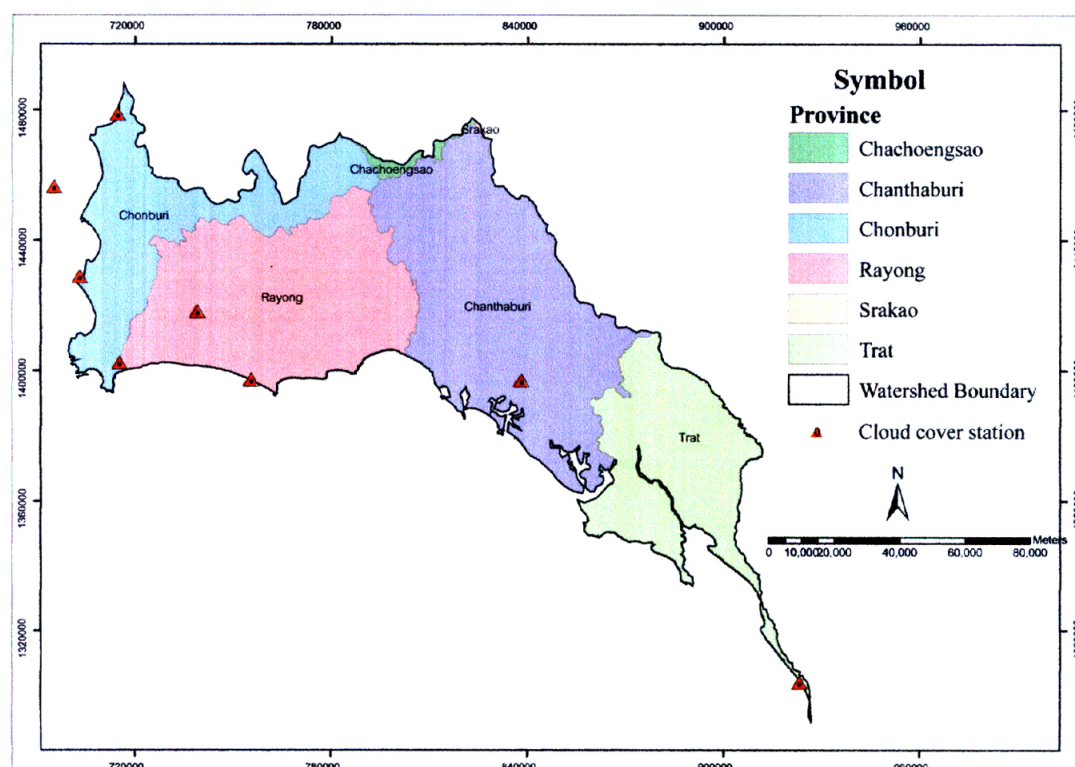 720000 780000 840000 900000 960000
Symbol
Province
Chachoengsao
Chanthaburi
Chonburi
Rayong
Srakao
Trat
Watershed Boundary
Cloud cover station
N
0 10,000 20,000 40,000 60,000 80,000 Meters
1480000
1440000
1400000
1360000
1320000
Srakao
Chachoengsao
Chonburi
Rayong
Chanthaburi
Trat
720000 780000 840000 900000 960000